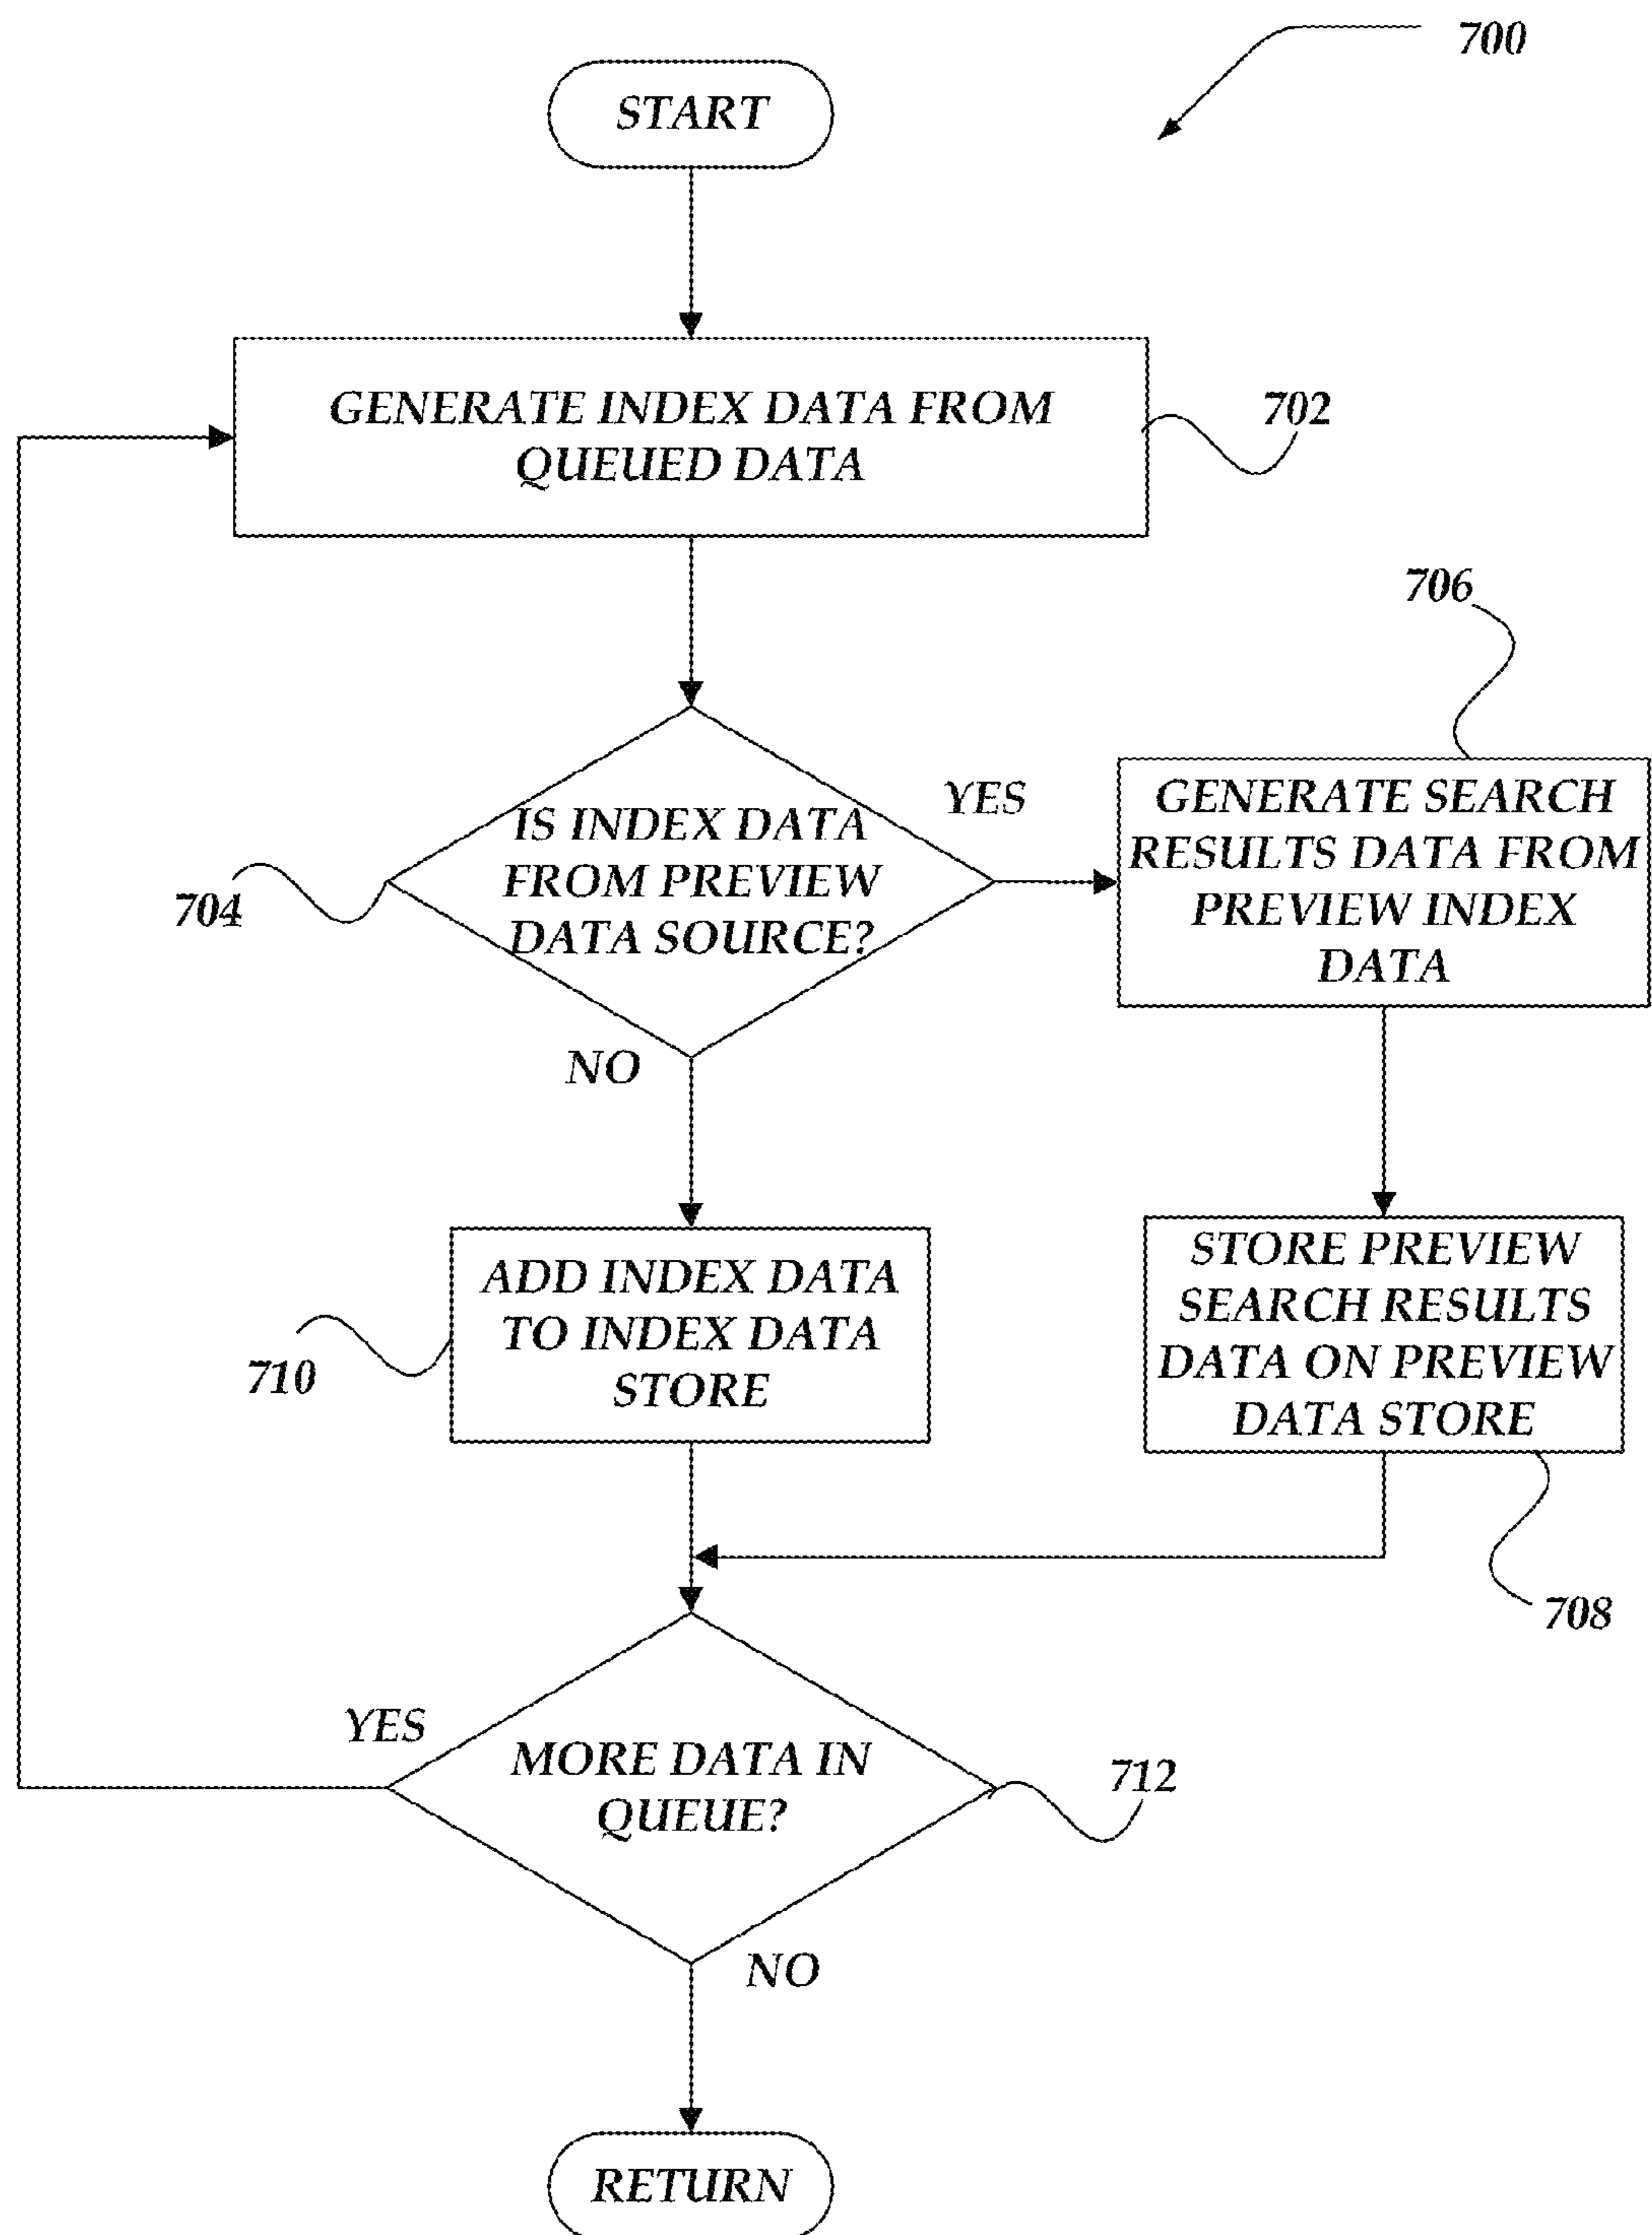 700
START
GENERATE INDEX DATA FROM
QUEUED DATA
702
706
IS INDEX DATA
FROM PREVIEW
DATA SOURCE?
704
YES
NO
GENERATE SEARCH
RESULTS DATA FROM
PREVIEW INDEX
DATA
ADD INDEX DATA
TO INDEX DATA
STORE
710
STORE PREVIEW
SEARCH RESULTS
DATA ON PREVIEW
DATA STORE
708
YES
MORE DATA IN
QUEUE?
712
NO
RETURN